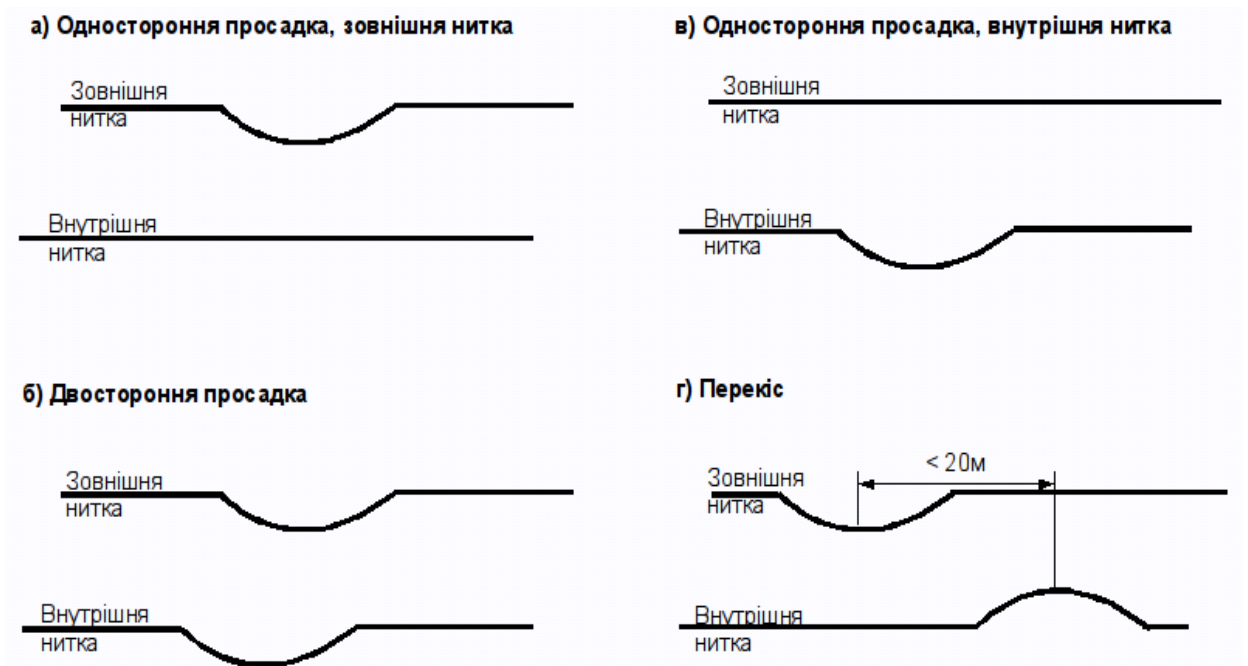 а) Одностороння просадка, зовнішня нитка
Зовнішня
нитка
Внутрішня
нитка
в) Одностороння просадка, внутрішня нитка
Зовнішня
нитка
Внутрішня
нитка
б) Двостороння просадка
Зовнішня
нитка
Внутрішня
нитка
г) Перекіс
< 20м
Зовнішня
нитка
Внутрішня
нитка